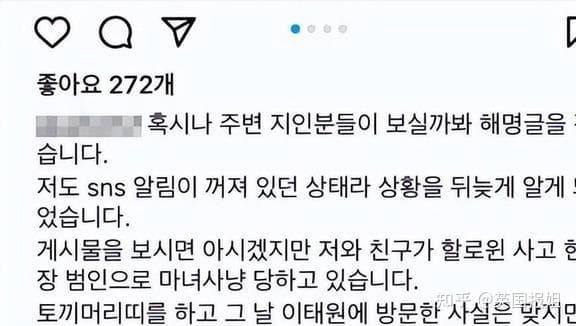 좋아요 272개
혹시나 주변 지인분들이 보실까봐 해명글을
습니다.
저도 sns 알림이 꺼져 있던 상태라 상황을 뒤늦게 알게
었습니다.
게시물을 보시면 아시겠지만 저와 친구가 할로윈 사고
장 범인으로 마녀사냥 당하고 있습니다.
토끼머리띠를 하고 그 날 이태원에 방문한 사실은 맞지만
知乎 @英国报姐